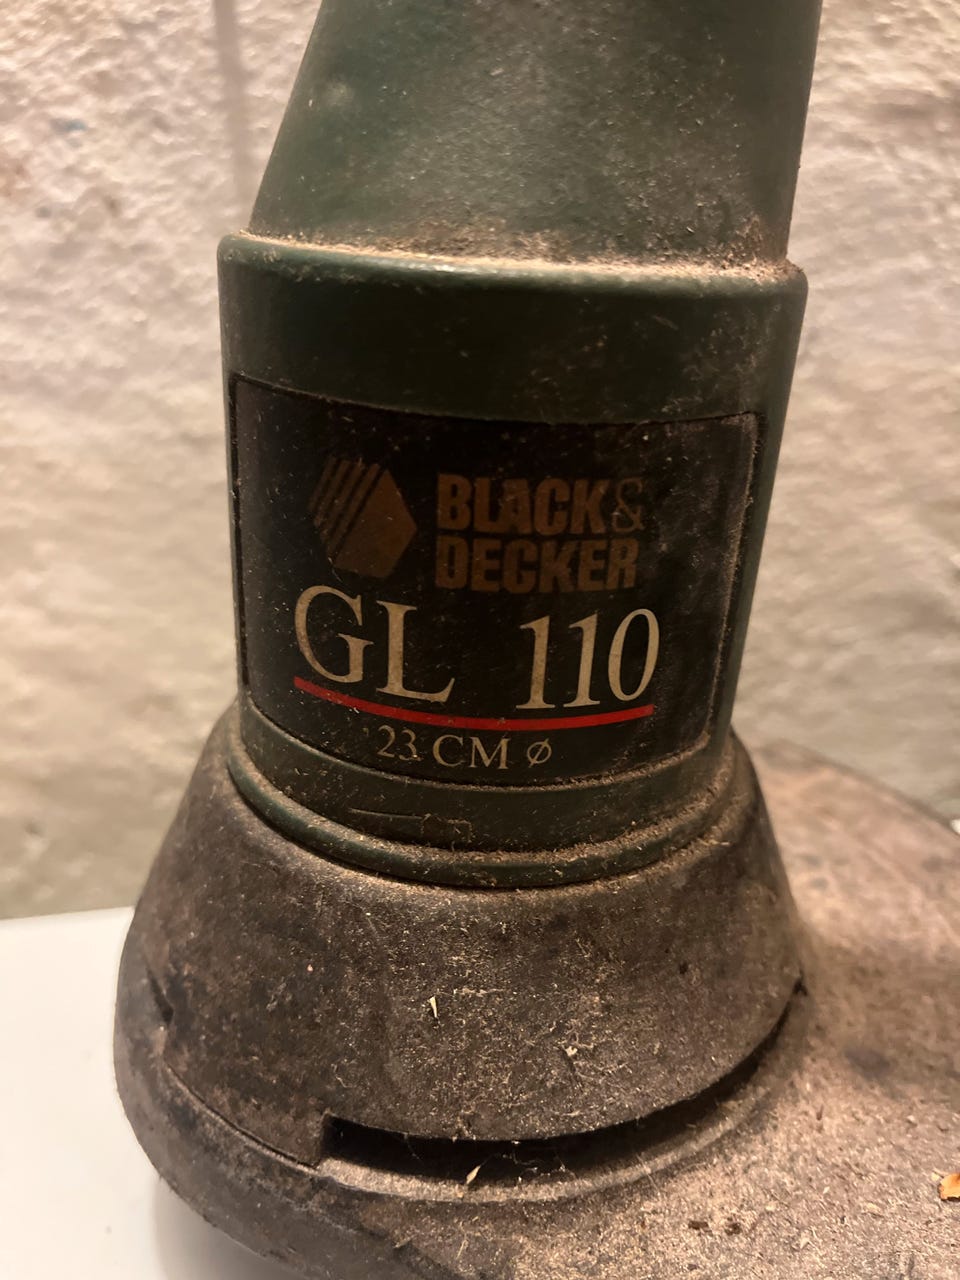 BLACK&
DECKER
GL 110
23 CM ⌀